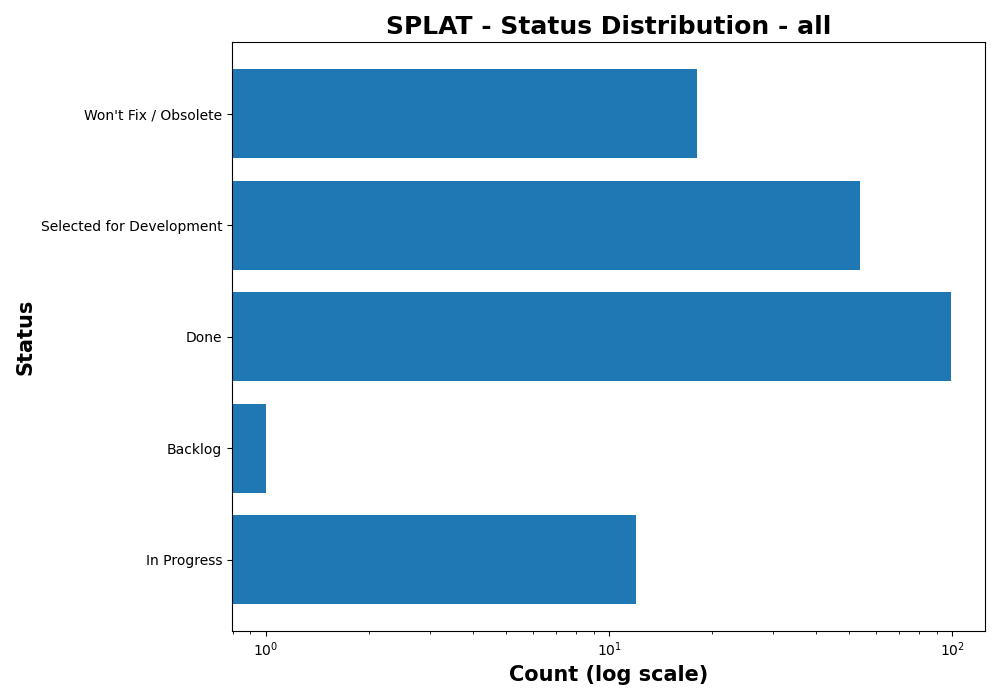 SPLAT - Status Distribution - all
Won't Fix / Obsolete
Selected for Development
Done
Backlog
In Progress
Status
10⁰ 10¹ 10²
Count (log scale)